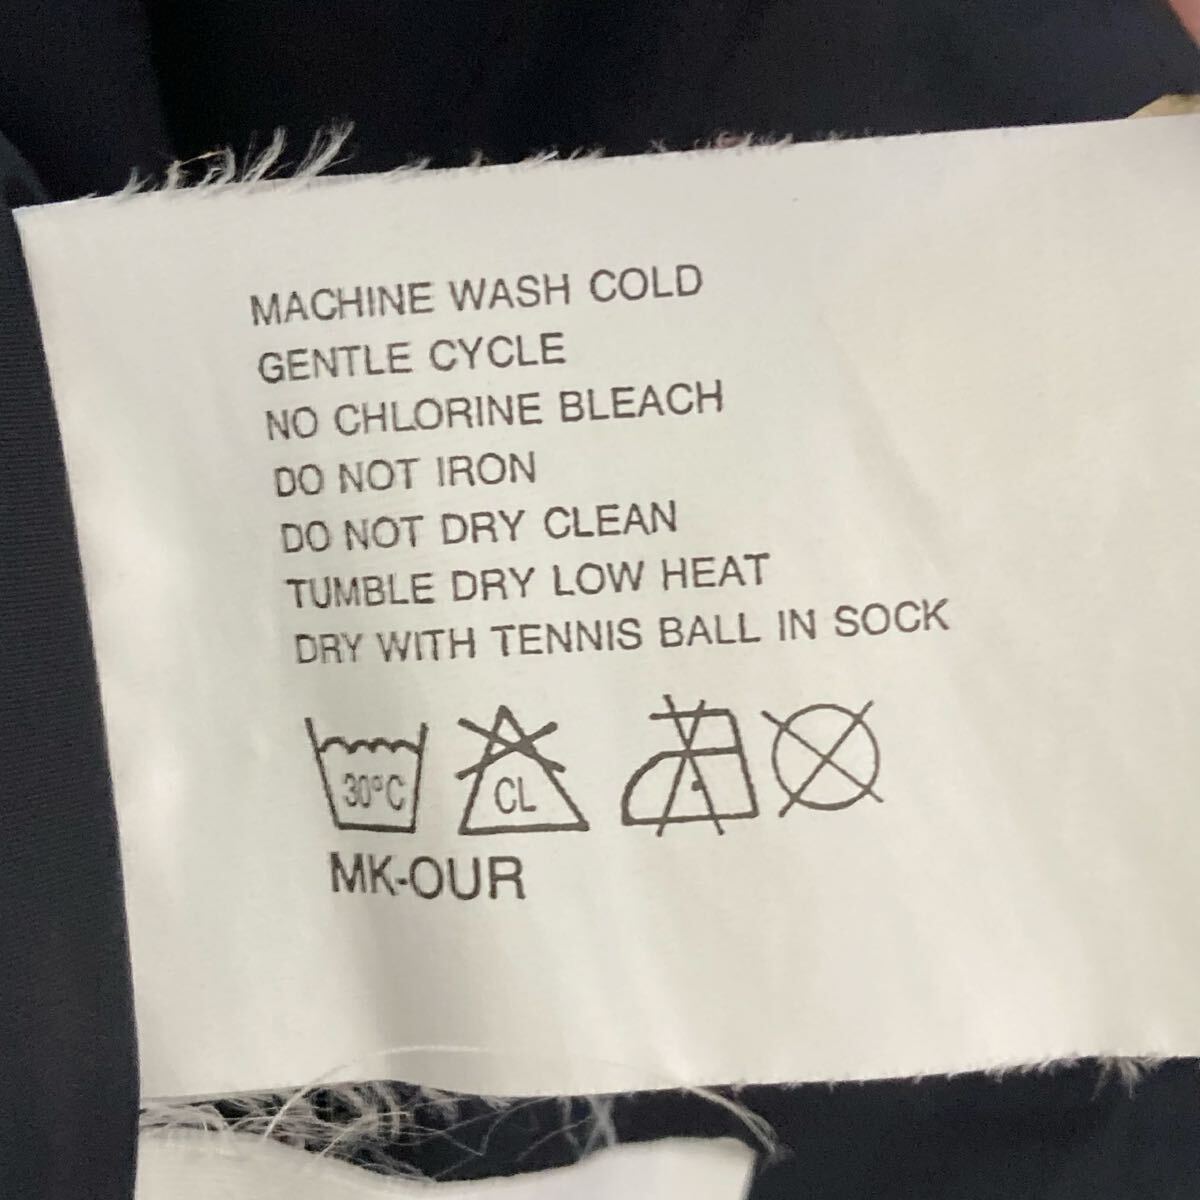 MACHINE WASH COLD
GENTLE CYCLE
NO CHLORINE BLEACH
DO NOT IRON
DO NOT DRY CLEAN
TUMBLE DRY LOW HEAT
DRY WITH TENNIS BALL IN SOCK
30°C CL
MK-OUR